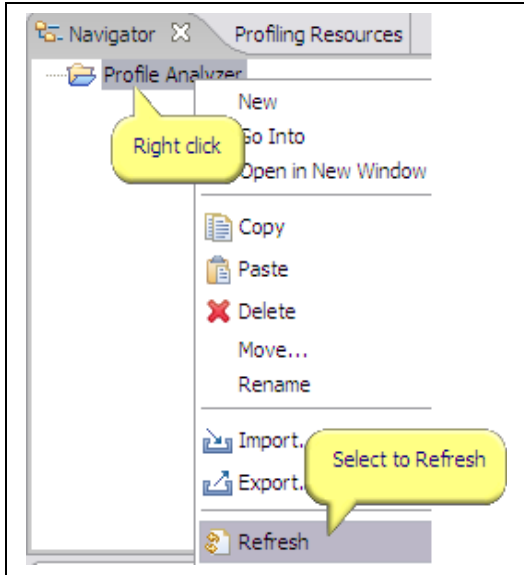 Navigator
Profiling Resources
Profile Analyzer
Right click
New
Go Into
Open in New Window
Copy
Paste
Delete
Move...
Rename
Import..
Export..
Select to Refresh
Refresh